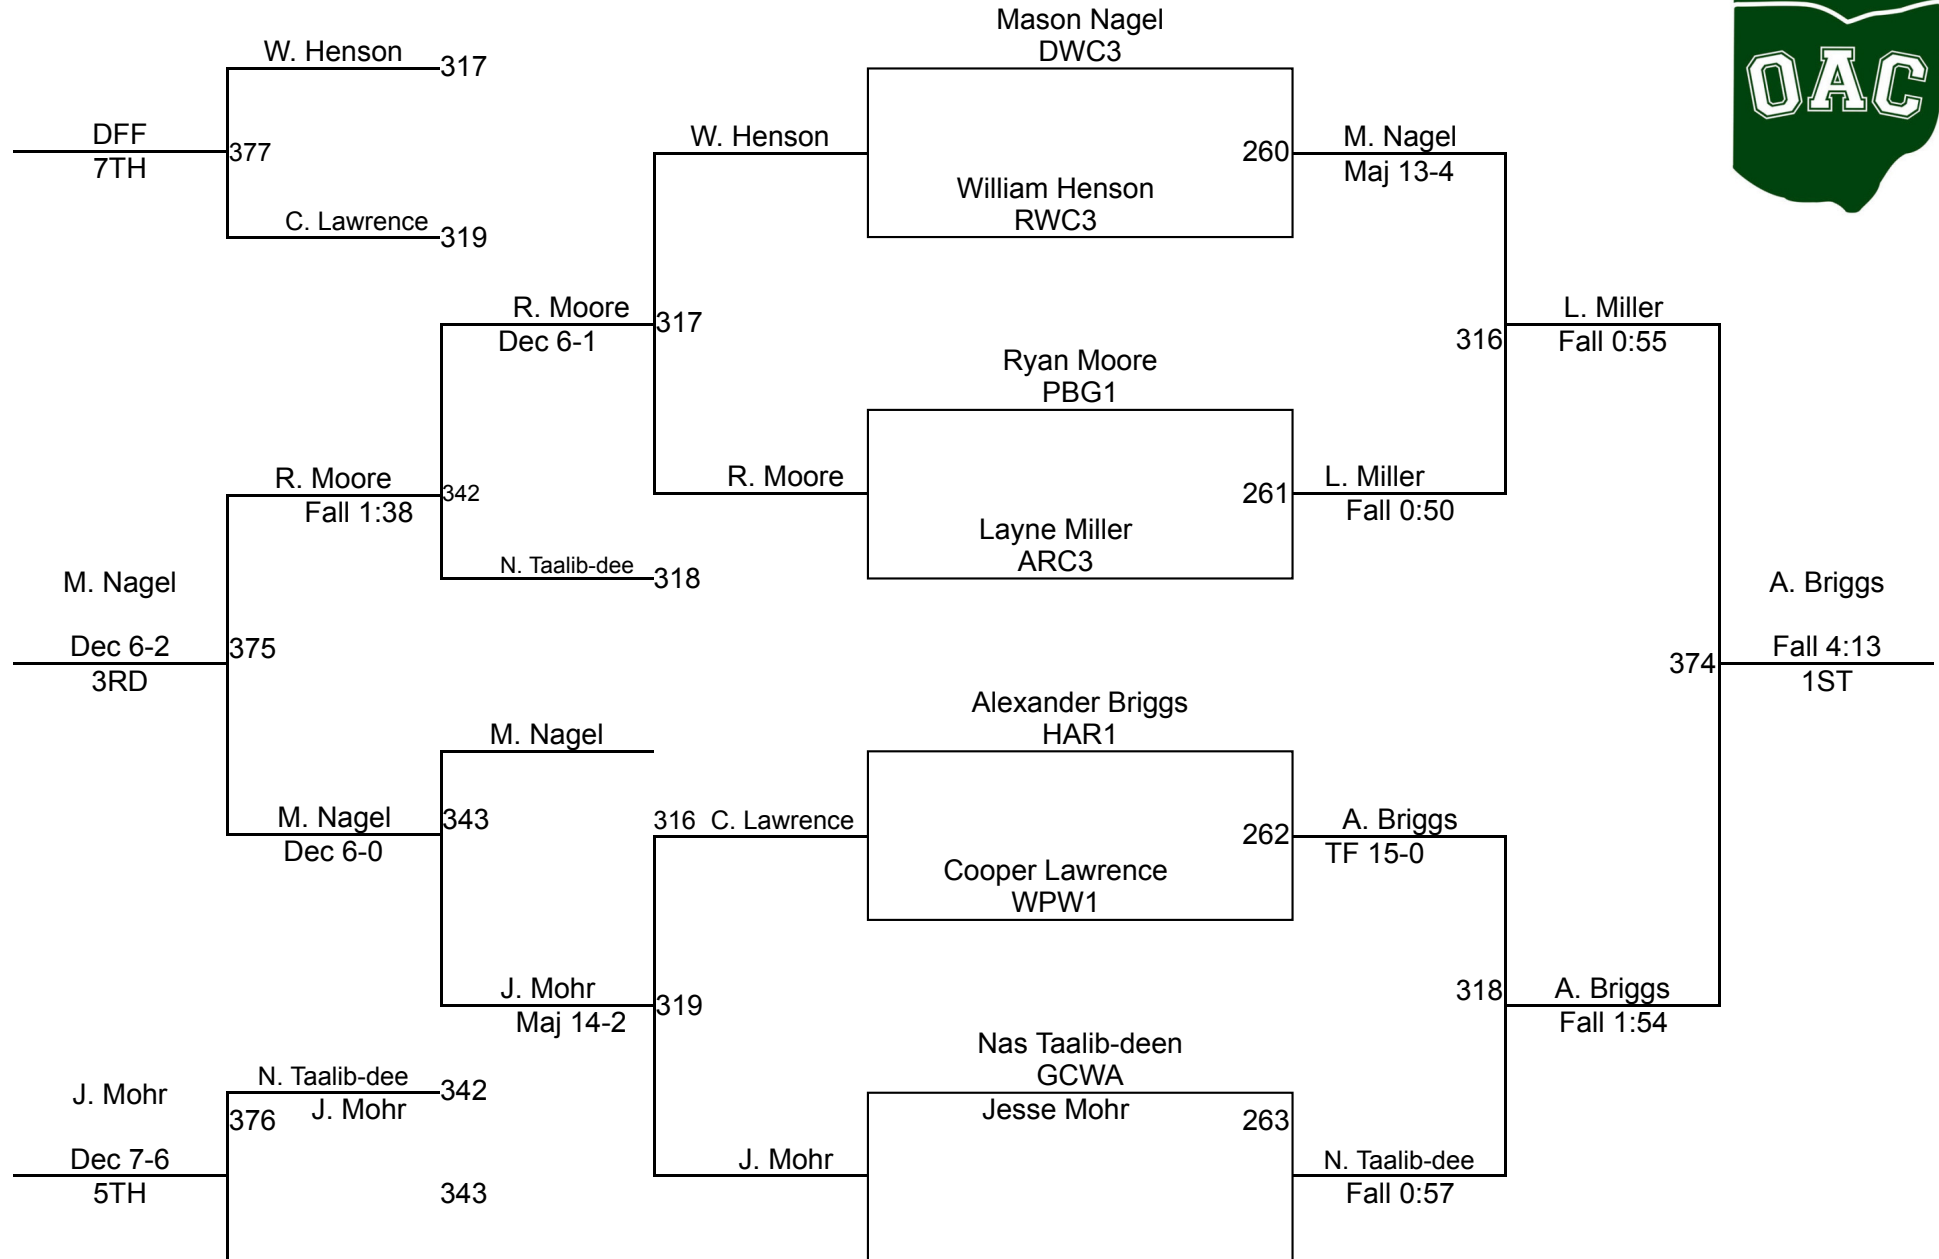 Mason Nagel
DWC3
OAC
W. Henson
317
DFF
377
7TH
W. Henson
260
M. Nagel
Maj 13-4
William Henson
RWC3
C. Lawrence
319
R. Moore
317
Dec 6-1
L. Miller
316
Fall 0:55
Ryan Moore
PBG1
R. Moore
342
Fall 1:38
R. Moore
261
L. Miller
Fall 0:50
Layne Miller
ARC3
N. Taalib-dee
318
M. Nagel
Dec 6-2
375
3RD
A. Briggs
374
Fall 4:13
1ST
Alexander Briggs
HAR1
M. Nagel
M. Nagel
343
Dec 6-0
316
C. Lawrence
262
A. Briggs
TF 15-0
Cooper Lawrence
WPW1
J. Mohr
319
Maj 14-2
318
A. Briggs
Fall 1:54
Nas Taalib-deen
GCWA
Jesse Mohr
263
J. Mohr
N. Taalib-dee
342
376
J. Mohr
Dec 7-6
5TH
343
J. Mohr
N. Taalib-dee
Fall 0:57